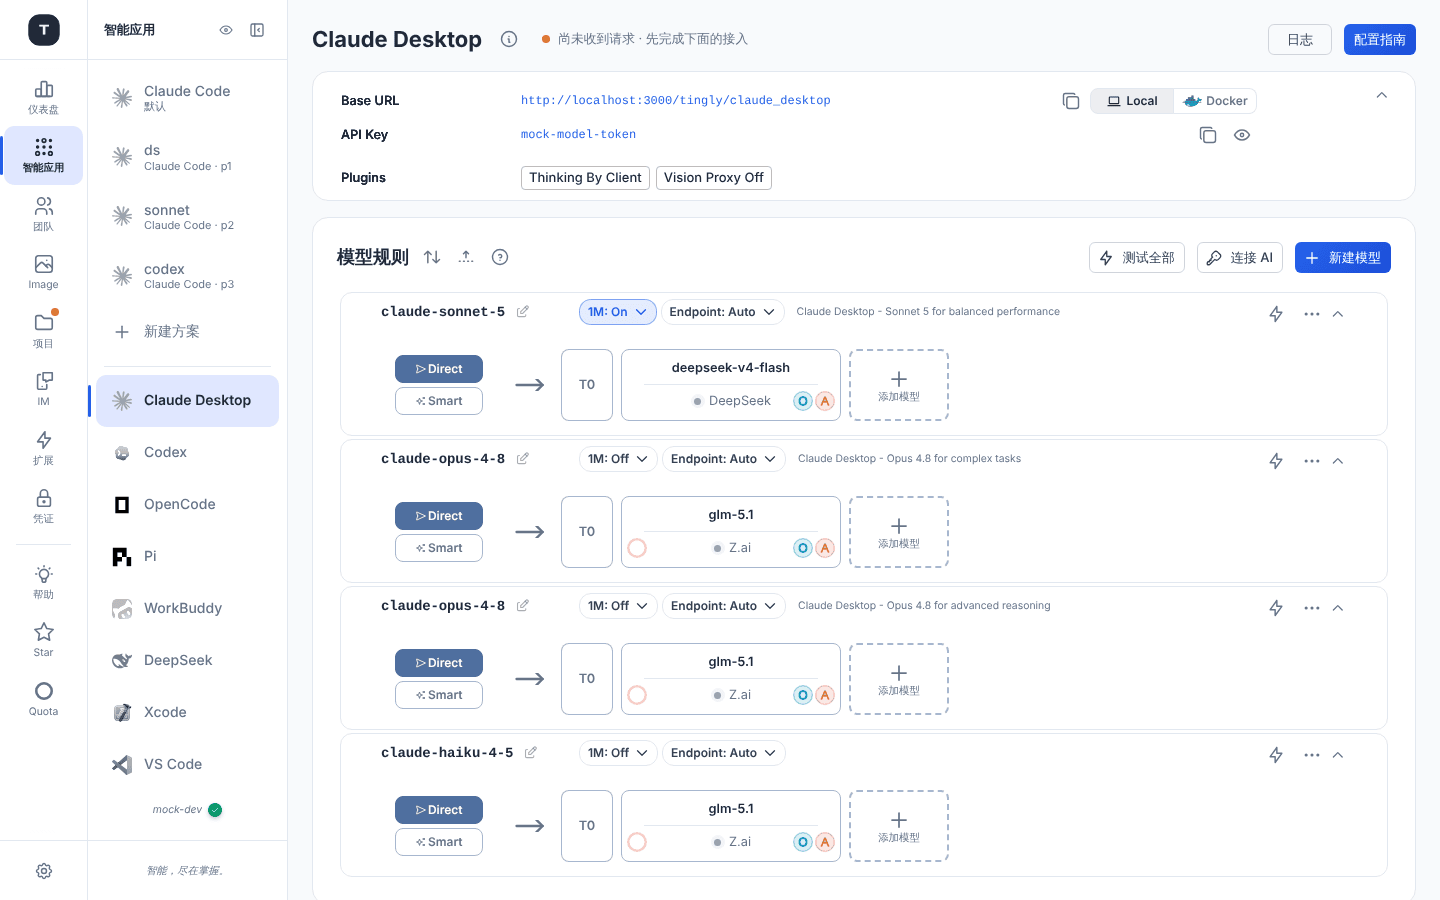 T
仪表盘
智能应用
团队
Image
项目
IM
扩展
凭证
帮助
Star
Quota
智能应用
Claude Code
默认
ds
Claude Code · p1
sonnet
Claude Code · p2
codex
Claude Code · p3
新建方案
Claude Desktop
Codex
OpenCode
Pi
WorkBuddy
DeepSeek
Xcode
VS Code
mock-dev
智能，尽在掌握。
Claude Desktop
尚未收到请求 · 先完成下面的接入
日志
配置指南
Base URL
http://localhost:3000/tingly/claude_desktop
Local
Docker
API Key
mock-model-token
Plugins
Thinking By Client
Vision Proxy Off
模型规则
测试全部
连接 AI
新建模型
claude-sonnet-5
1M: On
Endpoint: Auto
Claude Desktop - Sonnet 5 for balanced performance
Direct
Smart
T0
deepseek-v4-flash
DeepSeek
O
A
添加模型
claude-opus-4-8
1M: Off
Endpoint: Auto
Claude Desktop - Opus 4.8 for complex tasks
Direct
Smart
T0
glm-5.1
Z.ai
O
A
添加模型
claude-opus-4-8
1M: Off
Endpoint: Auto
Claude Desktop - Opus 4.8 for advanced reasoning
Direct
Smart
T0
glm-5.1
Z.ai
O
A
添加模型
claude-haiku-4-5
1M: Off
Endpoint: Auto
Direct
Smart
T0
glm-5.1
Z.ai
O
A
添加模型